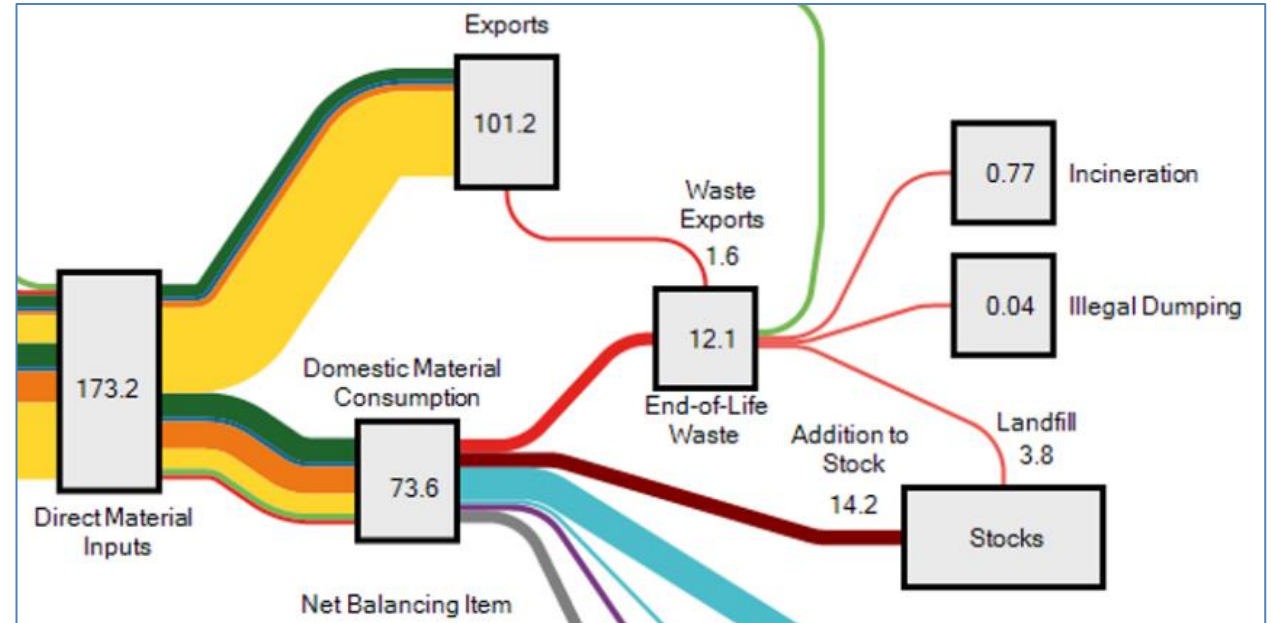 Exports
101.2
Waste
Exports
1.6
0.77
Incineration
0.04
Illegal Dumping
173.2
Direct Material
Inputs
Domestic Material
Consumption
73.6
12.1
End-of-Life
Waste
Addition to
Stock
14.2
Landfill
3.8
Stocks
Net Balancing Item